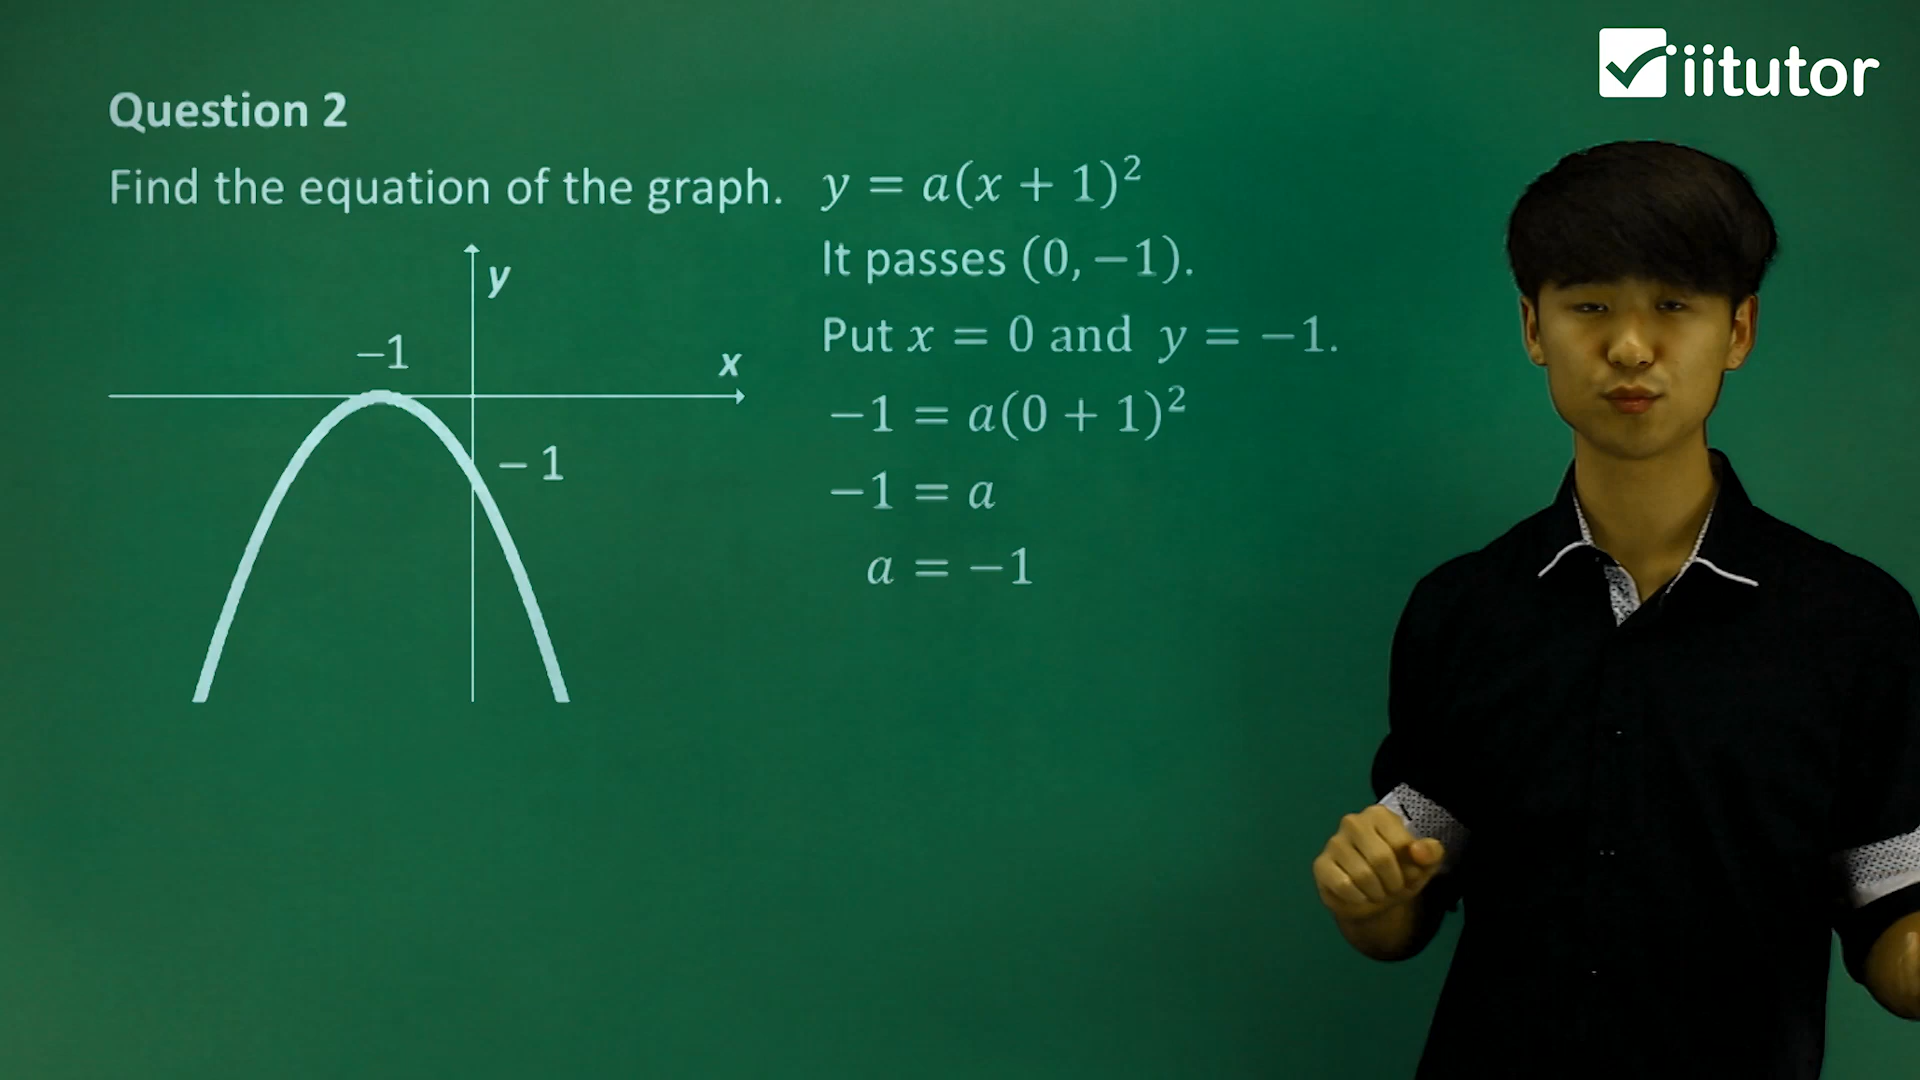 iitutor
Question 2
Find the equation of the graph.
y
−1
x
− 1
y = a(x + 1)²
It passes (0, −1).
Put x = 0 and y = −1.
−1 = a(0 + 1)²
−1 = a
a = −1